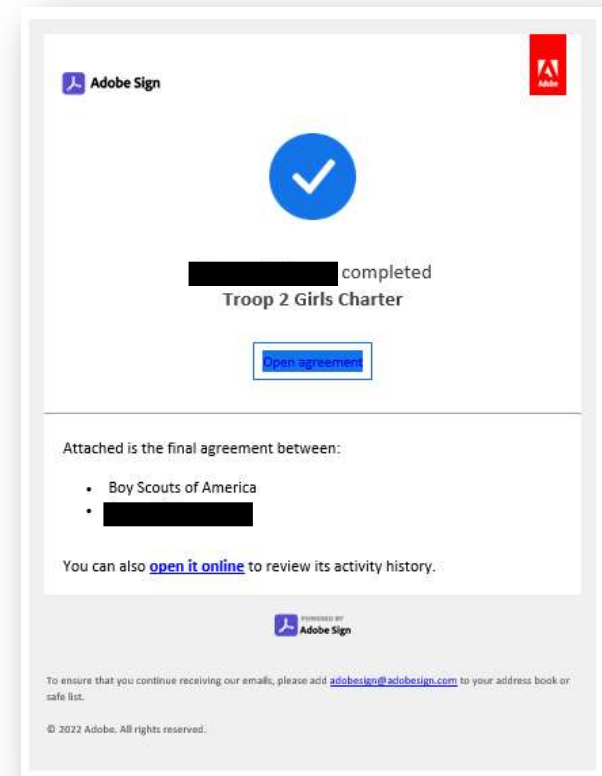 Adobe Sign
Adobe
completed
Troop 2 Girls Charter
Open agreement
Attached is the final agreement between:
• Boy Scouts of America
•
You can also open it online to review its activity history.
POWERED BY
Adobe Sign
To ensure that you continue receiving our emails, please add adobesign@adobesign.com to your address book or
safe list.
© 2022 Adobe. All rights reserved.